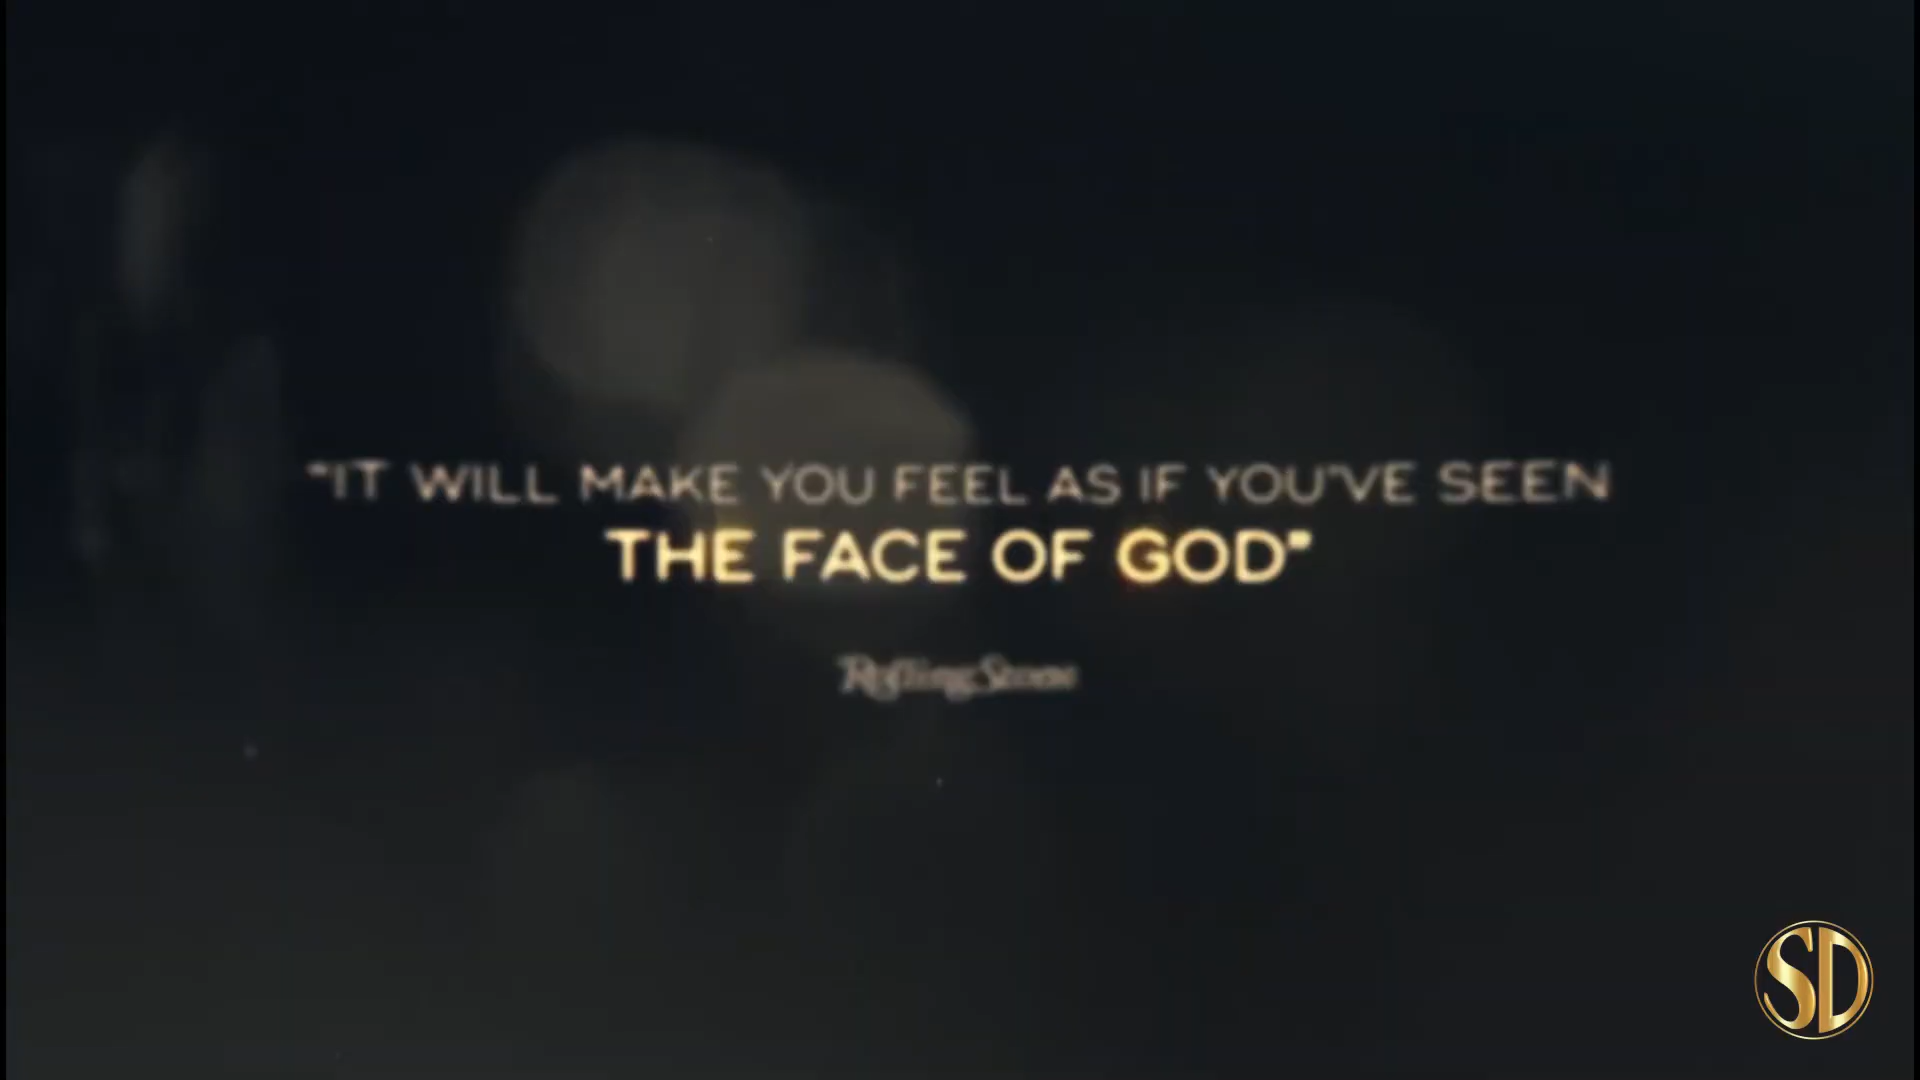 "IT WILL MAKE YOU FEEL AS IF YOU'VE SEEN
THE FACE OF GOD"
Rolling Stone
SD